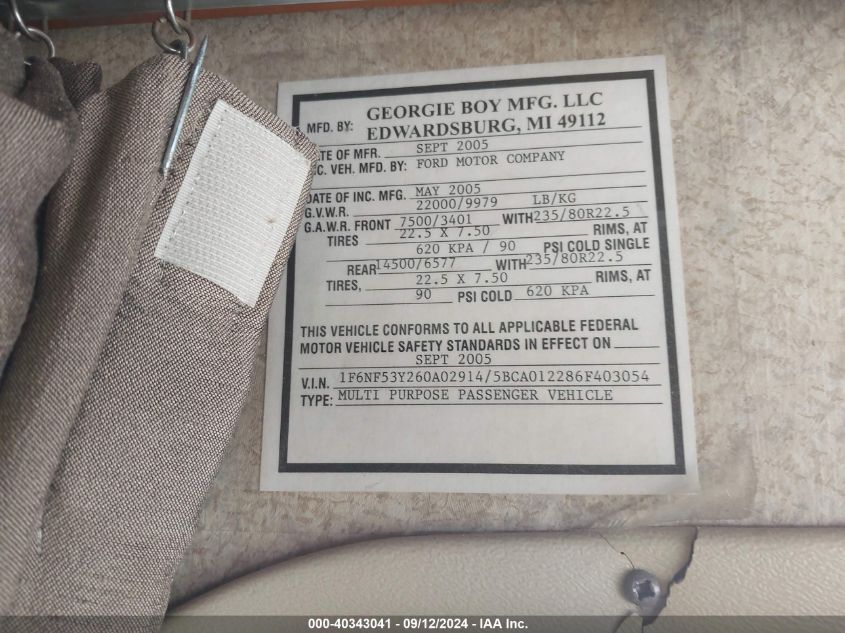 MFD. BY: GEORGIE BOY MFG. LLC
EDWARDSBURG, MI 49112
ATE OF MFR. SEPT 2005
C. VEH. MFD. BY: FORD MOTOR COMPANY
DATE OF INC. MFG. MAY 2005
G.V.W.R. 22000/9979 LB/KG
G.A.W.R. FRONT 7500/3401 WITH 235/80R22.5
TIRES 22.5 X 7.50 RIMS, AT
620 KPA / 90 PSI COLD SINGLE
REAR 14500/6577 WITH 235/80R22.5
TIRES, 22.5 X 7.50 RIMS, AT
90 PSI COLD 620 KPA
THIS VEHICLE CONFORMS TO ALL APPLICABLE FEDERAL
MOTOR VEHICLE SAFETY STANDARDS IN EFFECT ON
SEPT 2005
V.I.N. 1F6NF53Y260A02914/5BCA012286F403054
TYPE: MULTI PURPOSE PASSENGER VEHICLE
000-40343041 - 09/12/2024 - IAA Inc.